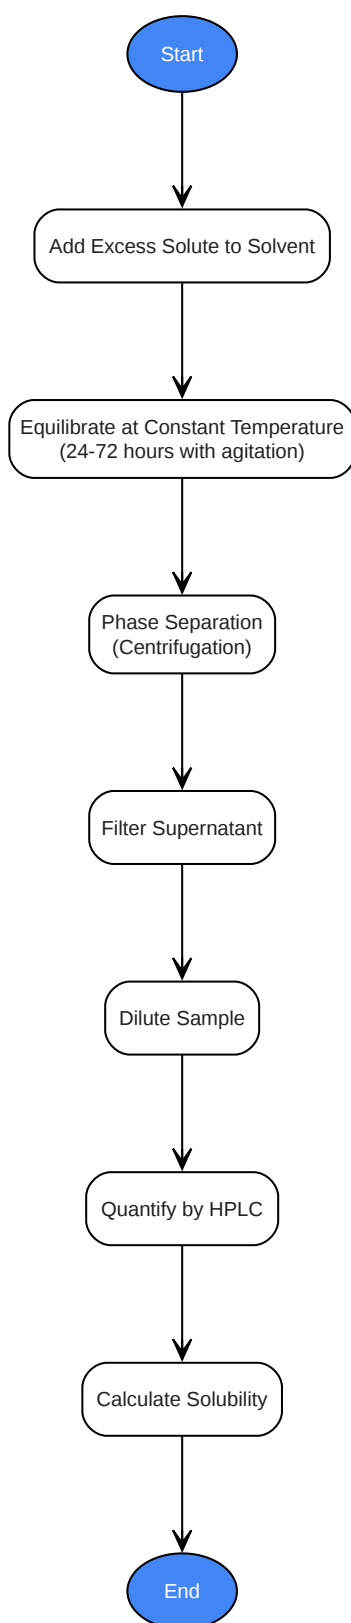 Start
Add Excess Solute to Solvent
Equilibrate at Constant Temperature
(24-72 hours with agitation)
Phase Separation
(Centrifugation)
Filter Supernatant
Dilute Sample
Quantify by HPLC
Calculate Solubility
End